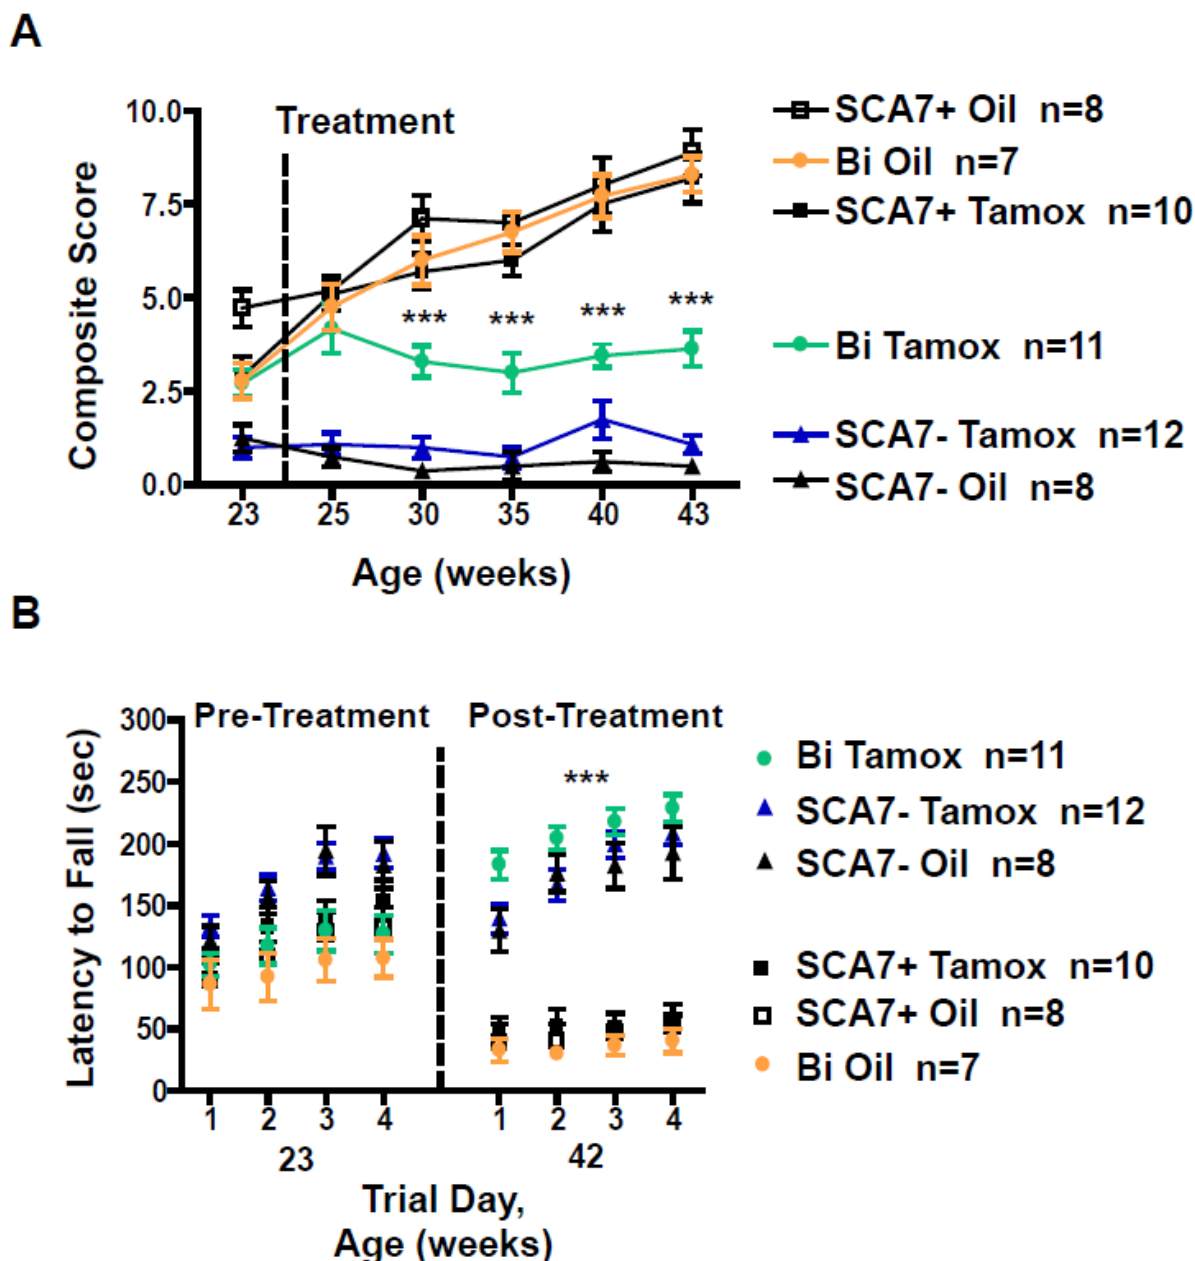 A
10.0
7.5
5.0
2.5
0.0
Composite Score
Treatment
***
***
***
***
23 25 30 35 40 43
Age (weeks)
SCA7+ Oil n=8
Bi Oil n=7
SCA7+ Tamox n=10
Bi Tamox n=11
SCA7- Tamox n=12
SCA7- Oil n=8
B
300
250
200
150
100
50
0
Latency to Fall (sec)
Pre-Treatment
Post-Treatment
***
1 2 3 4 1 2 3 4
23 42
Trial Day,
Age (weeks)
Bi Tamox n=11
SCA7- Tamox n=12
SCA7- Oil n=8
SCA7+ Tamox n=10
SCA7+ Oil n=8
Bi Oil n=7